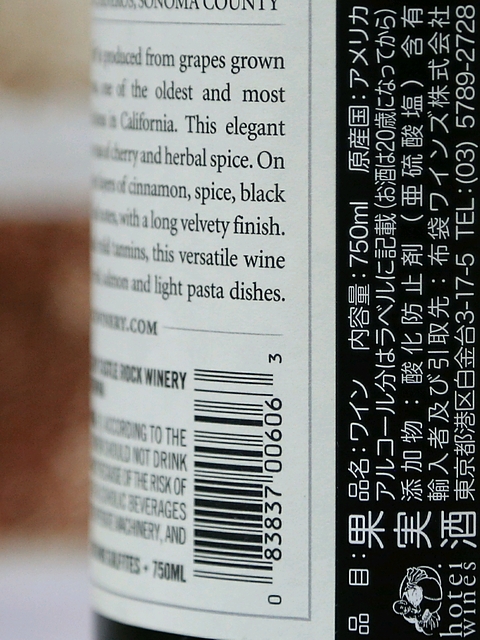 SONOMA COUNTY
is produced from grapes grown
one of the oldest and most
in California. This elegant
of cherry and herbal spice. On
layers of cinnamon, spice, black
notes, with a long velvety finish.
tannins, this versatile wine
salmon and light pasta dishes.
WINERY.COM
CASTLE ROCK WINERY
ACCORDING TO THE
SHOULD NOT DRINK
OF THE RISK OF
BEVERAGES
MACHINERY, AND
SULFITES • 750ML
0 83837 00606 3
品目:果実酒
品名:ワイン 内容量:750ml 原産国:アメリカ
アルコール分はラベルに記載(お酒は20歳になってから)
添加物:酸化防止剤(亜硫酸塩)含有
輸入者及び引取先:布袋ワインズ株式会社
東京都港区白金台3-17-5 TEL:(03) 5789-2728
hotei
wines